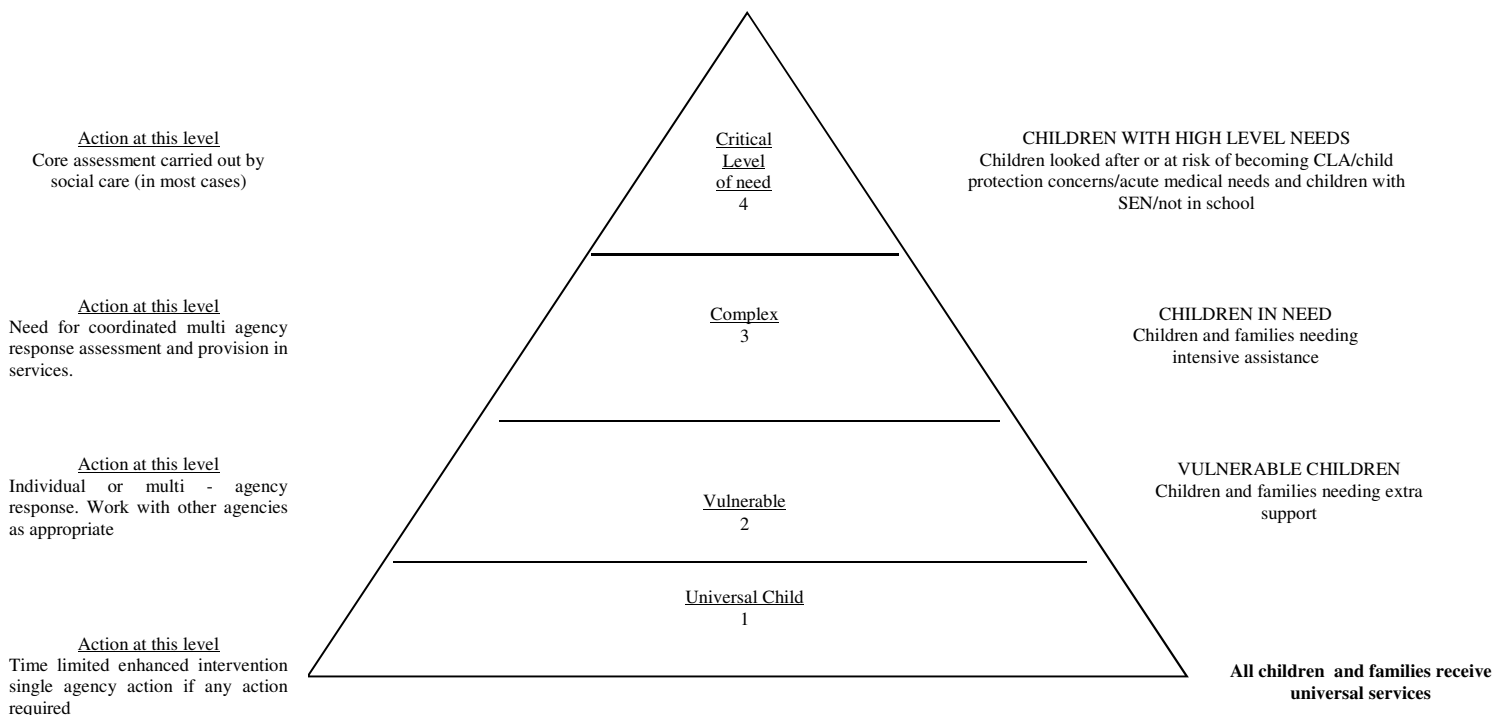 Action at this level
Core assessment carried out by
social care (in most cases)
Critical
Level
of need
4
CHILDREN WITH HIGH LEVEL NEEDS
Children looked after or at risk of becoming CLA/child
protection concerns/acute medical needs and children with
SEN/not in school
Action at this level
Need for coordinated multi agency
response assessment and provision in
services.
Complex
3
CHILDREN IN NEED
Children and families needing
intensive assistance
Action at this level
Individual or multi - agency
response. Work with other agencies
as appropriate
Vulnerable
2
VULNERABLE CHILDREN
Children and families needing extra
support
Universal Child
1
Action at this level
Time limited enhanced intervention
single agency action if any action
required
All children and families receive
universal services